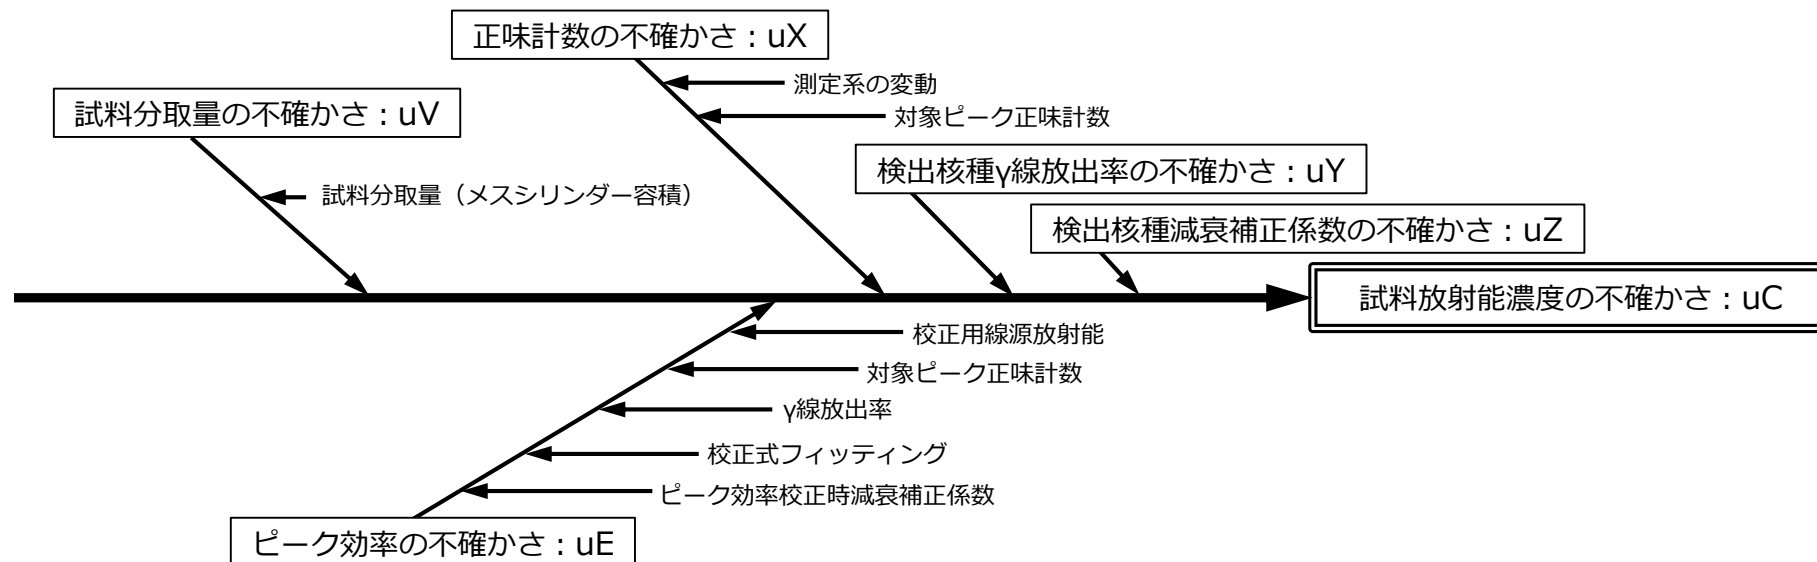 正味計数の不確かさ：uX
測定系の変動
試料分取量の不確かさ：uV
対象ピーク正味計数
検出核種γ線放出率の不確かさ：uY
試料分取量（メスシリンダー容積）
検出核種減衰補正係数の不確かさ：uZ
試料放射能濃度の不確かさ：uC
校正用線源放射能
対象ピーク正味計数
γ線放出率
校正式フィッティング
ピーク効率校正時減衰補正係数
ピーク効率の不確かさ：uE